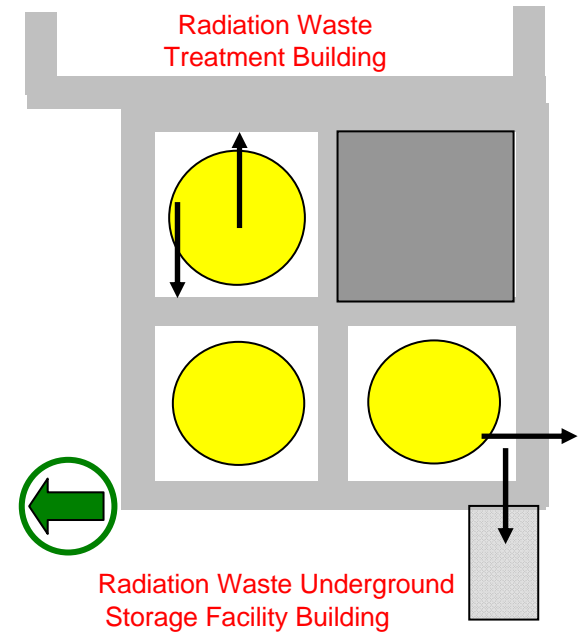 Radiation Waste
Treatment Building
Radiation Waste Underground
Storage Facility Building